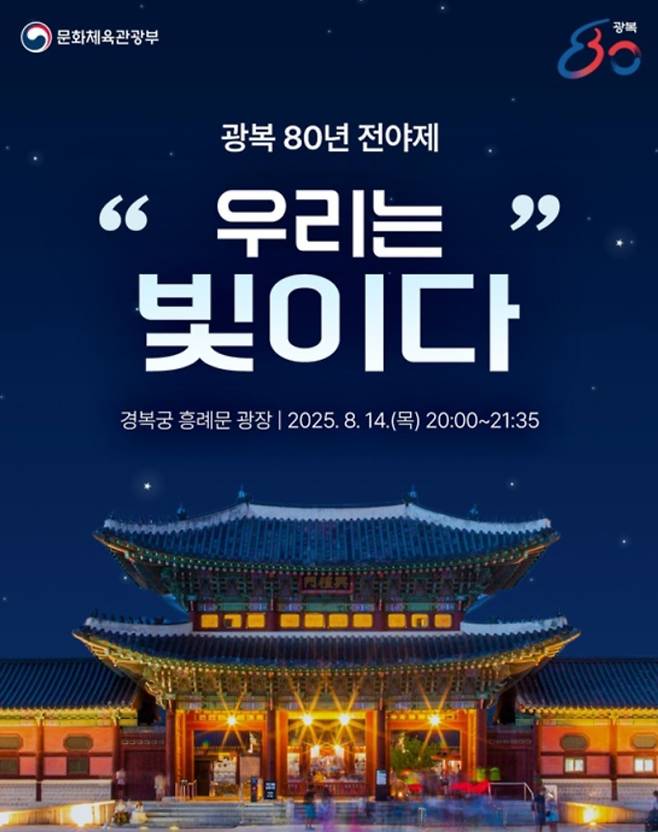 문화체육관광부
광복
80
광복 80년 전야제
“ 우리는 ”
빛이다
경복궁 흥례문 광장 | 2025. 8. 14.(목) 20:00~21:35